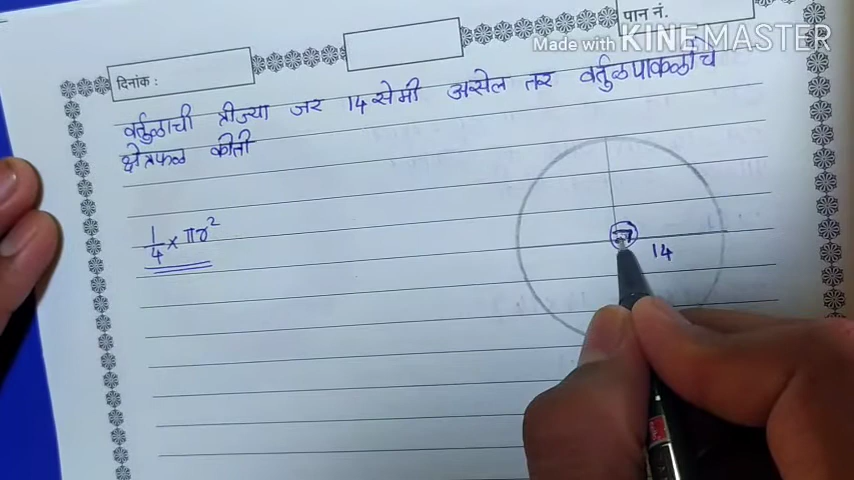 पान नं.
Made with KINEMASTER
दिनांक :
वर्तुळाची त्रीज्या जर 14 सेमी असेल तर वर्तुळपाकळीचे
क्षेत्रफळ कीती
1/4 × πr²
14